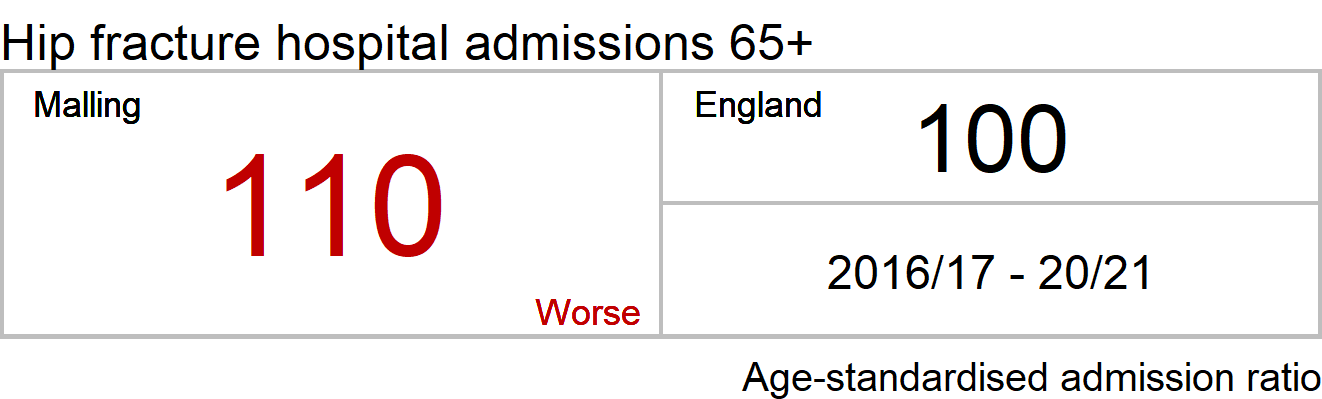 Hip fracture hospital admissions 65+
Malling
110
Worse
England
100
2016/17 - 20/21
Age-standardised admission ratio